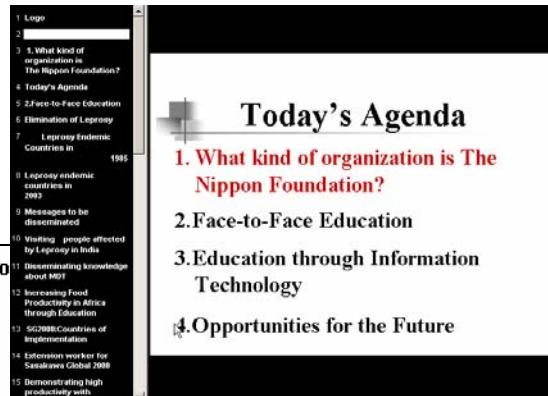 1 Logo
2
3 1. What kind of
organization is
The Nippon Foundation?
4 Today's Agenda
5 2.Face-to-Face Education
6 Elimination of Leprosy
7 Leprosy Endemic
Countries in
1985
8 Leprosy endemic
countries in
2003
9 Messages to be
disseminated
10 Visiting people affected
by Leprosy in India
11 Disseminating knowledge
about MDT
12 Increasing Food
Productivity in Africa
through Education
13 SG2000:Countries of
Implementation
14 Extension worker for
Sasakawa Global 2000
15 Demonstrating high
productivity with
Today's Agenda
1. What kind of organization is The
Nippon Foundation?
2.Face-to-Face Education
3.Education through Information
Technology
4.Opportunities for the Future